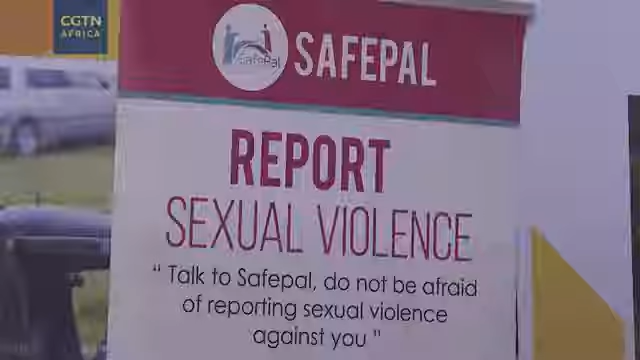 CGTN
AFRICA
SafePal
SAFEPAL
REPORT
SEXUAL VIOLENCE
“ Talk to Safepal, do not be afraid
of reporting sexual violence
against you ”